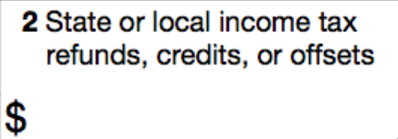 2 State or local income tax
refunds, credits, or offsets
$